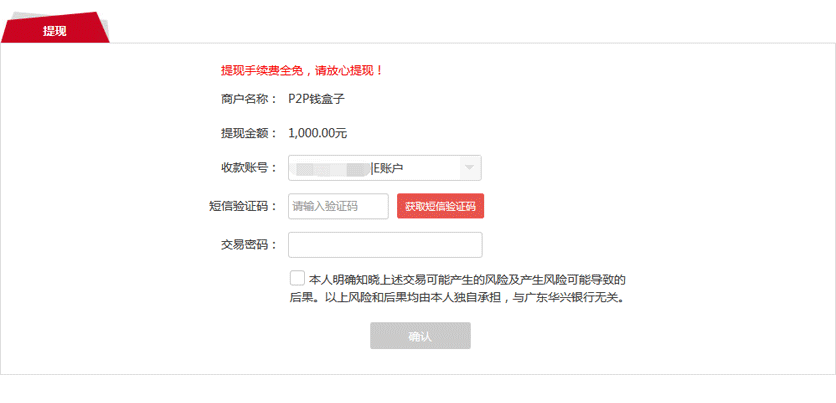 提现
提现手续费全免，请放心提现！
商户名称： P2P钱盒子
提现金额： 1,000.00元
收款账号： |E账户
短信验证码： 请输入验证码 获取短信验证码
交易密码：
本人明确知晓上述交易可能产生的风险及产生风险可能导致的
后果。以上风险和后果均由本人独自承担，与广东华兴银行无关。
确认